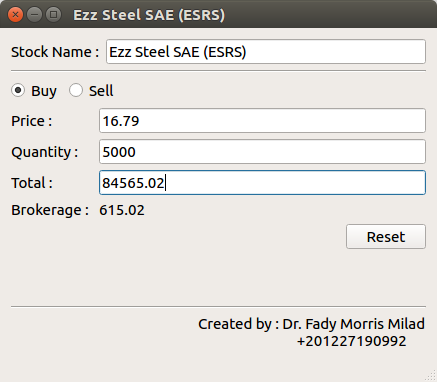 Ezz Steel SAE (ESRS)
Stock Name : Ezz Steel SAE (ESRS)
Buy Sell
Price : 16.79
Quantity : 5000
Total : 84565.02
Brokerage : 615.02
Reset
Created by : Dr. Fady Morris Milad
+201227190992